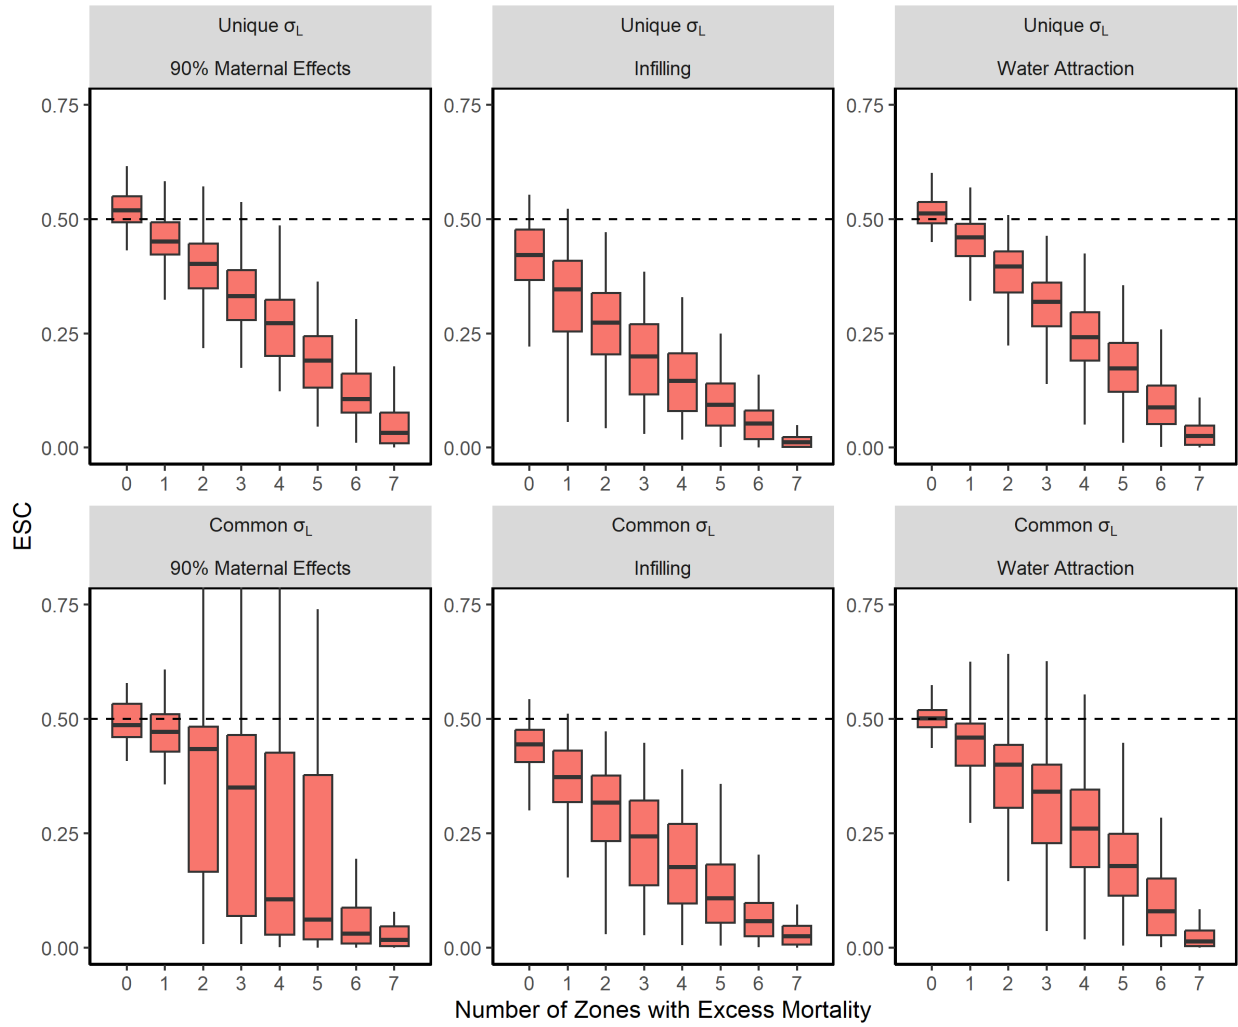 Unique σL
Unique σL
Unique σL
90% Maternal Effects
Infilling
Water Attraction
0.75
0.50
0.25
0.00
0.75
0.50
0.25
0.00
0.75
0.50
0.25
0.00
0 1 2 3 4 5 6 7
0 1 2 3 4 5 6 7
0 1 2 3 4 5 6 7
ESC
Common σL
Common σL
Common σL
90% Maternal Effects
Infilling
Water Attraction
0.75
0.50
0.25
0.00
0.75
0.50
0.25
0.00
0.75
0.50
0.25
0.00
0 1 2 3 4 5 6 7
0 1 2 3 4 5 6 7
0 1 2 3 4 5 6 7
Number of Zones with Excess Mortality